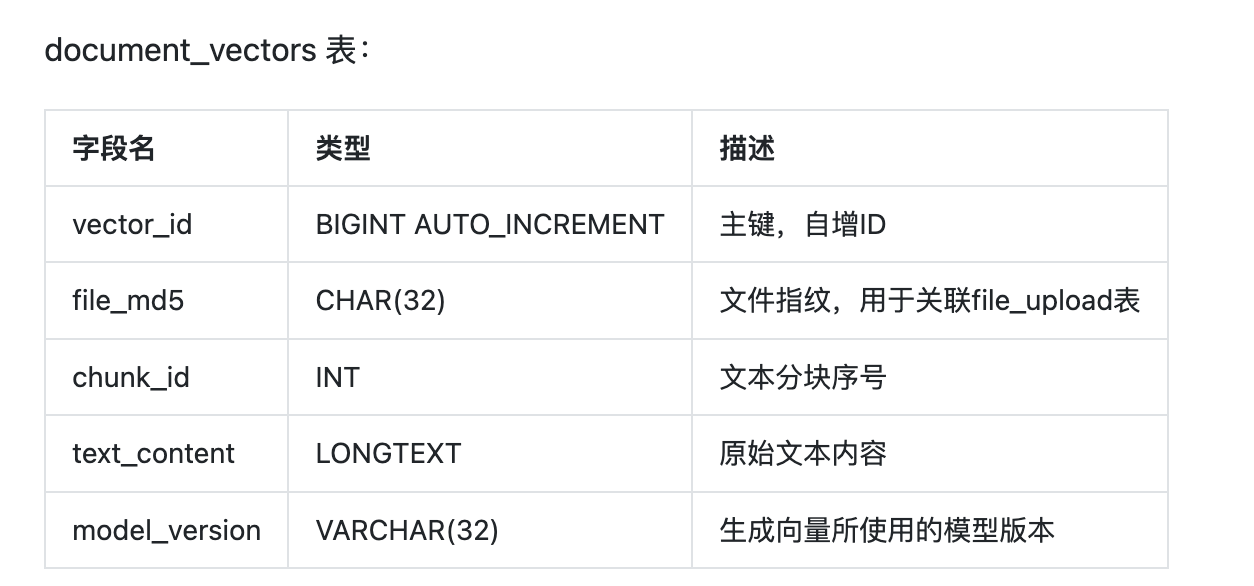 document_vectors 表：
字段名 类型 描述
vector_id BIGINT AUTO_INCREMENT 主键，自增ID
file_md5 CHAR(32) 文件指纹，用于关联file_upload表
chunk_id INT 文本分块序号
text_content LONGTEXT 原始文本内容
model_version VARCHAR(32) 生成向量所使用的模型版本